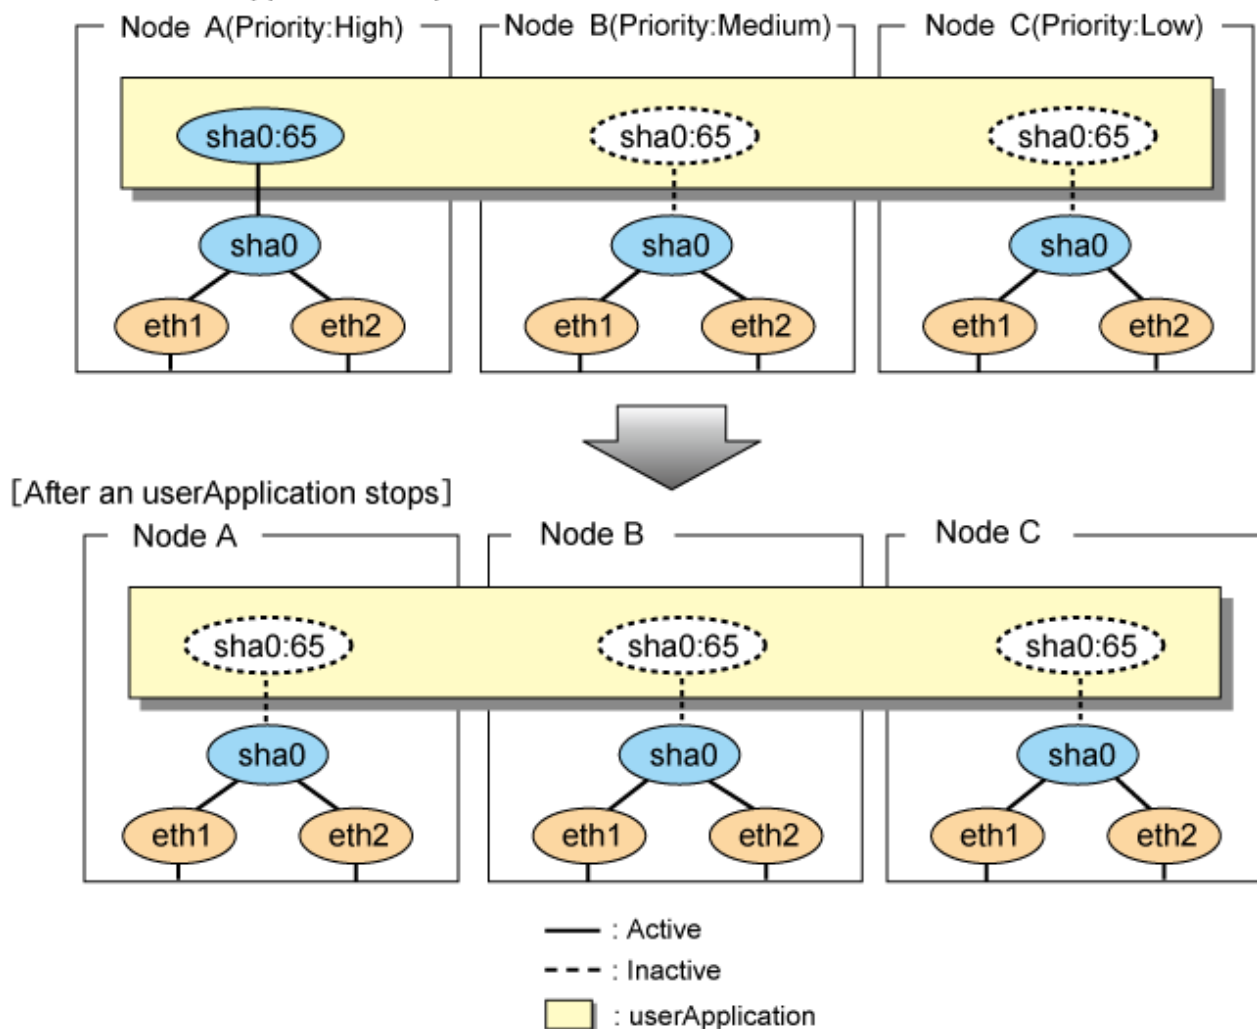 Node A(Priority:High) Node B(Priority:Medium) Node C(Priority:Low)
sha0:65 sha0:65 sha0:65
sha0 sha0 sha0
eth1 eth2 eth1 eth2 eth1 eth2
[After an userApplication stops]
Node A Node B Node C
sha0:65 sha0:65 sha0:65
sha0 sha0 sha0
eth1 eth2 eth1 eth2 eth1 eth2
: Active
: Inactive
: userApplication